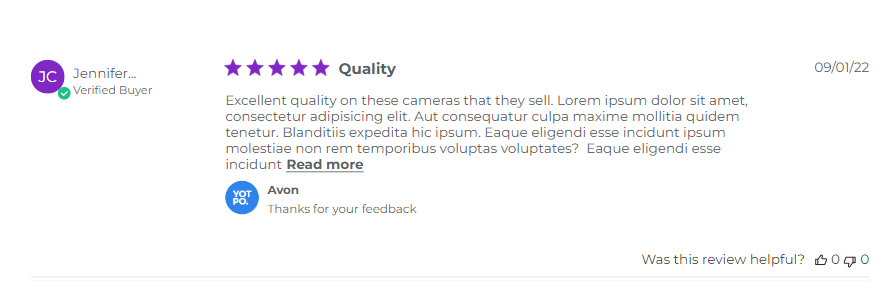 JC
Jennifer...
Verified Buyer
Quality
09/01/22
Excellent quality on these cameras that they sell. Lorem ipsum dolor sit amet,
consectetur adipisicing elit. Aut consequatur culpa maxime mollitia quidem
tenetur. Blanditiis expedita hic ipsum. Eaque eligendi esse incidunt ipsum
molestiae non rem temporibus voluptas voluptates? Eaque eligendi esse
incidunt Read more
YOT
PO.
Avon
Thanks for your feedback
Was this review helpful? 0 0